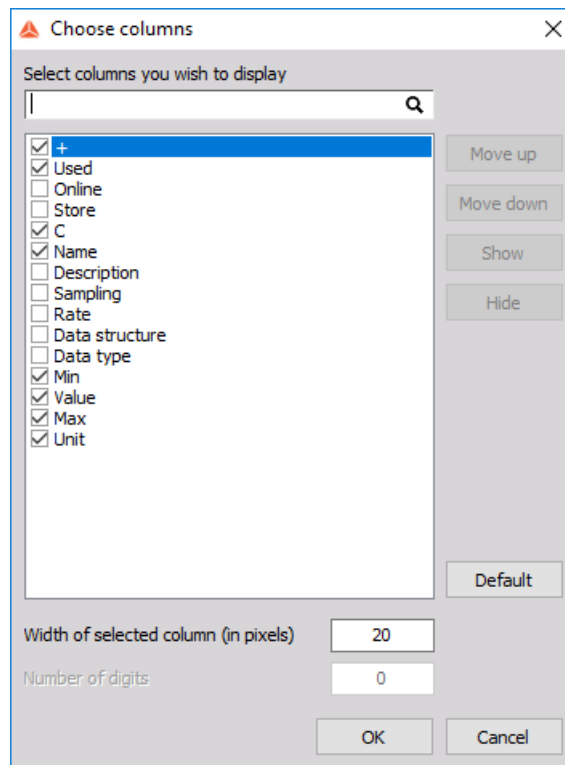 Choose columns
Select columns you wish to display
+
Used
Online
Store
C
Name
Description
Sampling
Rate
Data structure
Data type
Min
Value
Max
Unit
Move up
Move down
Show
Hide
Default
Width of selected column (in pixels) 20
Number of digits 0
OK Cancel